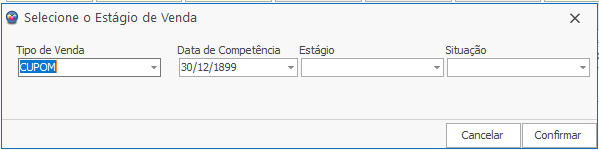 Selecione o Estágio de Venda
Tipo de Venda Data de Competência Estágio Situação
CUPOM 30/12/1899
Cancelar Confirmar